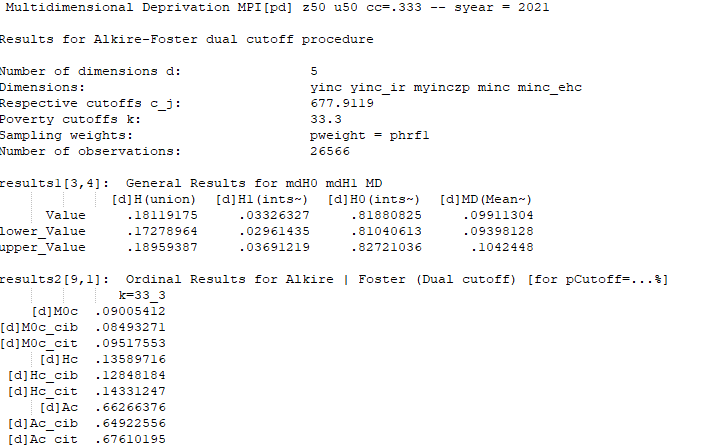 Multidimensional Deprivation MPI[pd] z50 u50 cc=.333 -- syear = 2021
Results for Alkire-Foster dual cutoff procedure
Number of dimensions d: 5
Dimensions: yinc yinc_ir myinczp minc minc_ehc
Respective cutoffs c_j: 677.9119
Poverty cutoffs k: 33.3
Sampling weights: pweight = phrf1
Number of observations: 26566
results1[3,4]: General Results for mdH0 mdH1 MD
[d]H(union) [d]H1(ints~) [d]H0(ints~) [d]MD(Mean~)
Value .18119175 .03326327 .81880825 .09911304
lower_Value .17278964 .02961435 .81040613 .09398128
upper_Value .18959387 .03691219 .82721036 .1042448
results2[9,1]: Ordinal Results for Alkire | Foster (Dual cutoff) [for pCutoff=...%]
k=33_3
[d]M0c .09005412
[d]M0c_cib .08493271
[d]M0c_cit .09517553
[d]Hc .13589716
[d]Hc_cib .12848184
[d]Hc_cit .14331247
[d]Ac .66266376
[d]Ac_cib .64922556
[d]Ac_cit .67610195